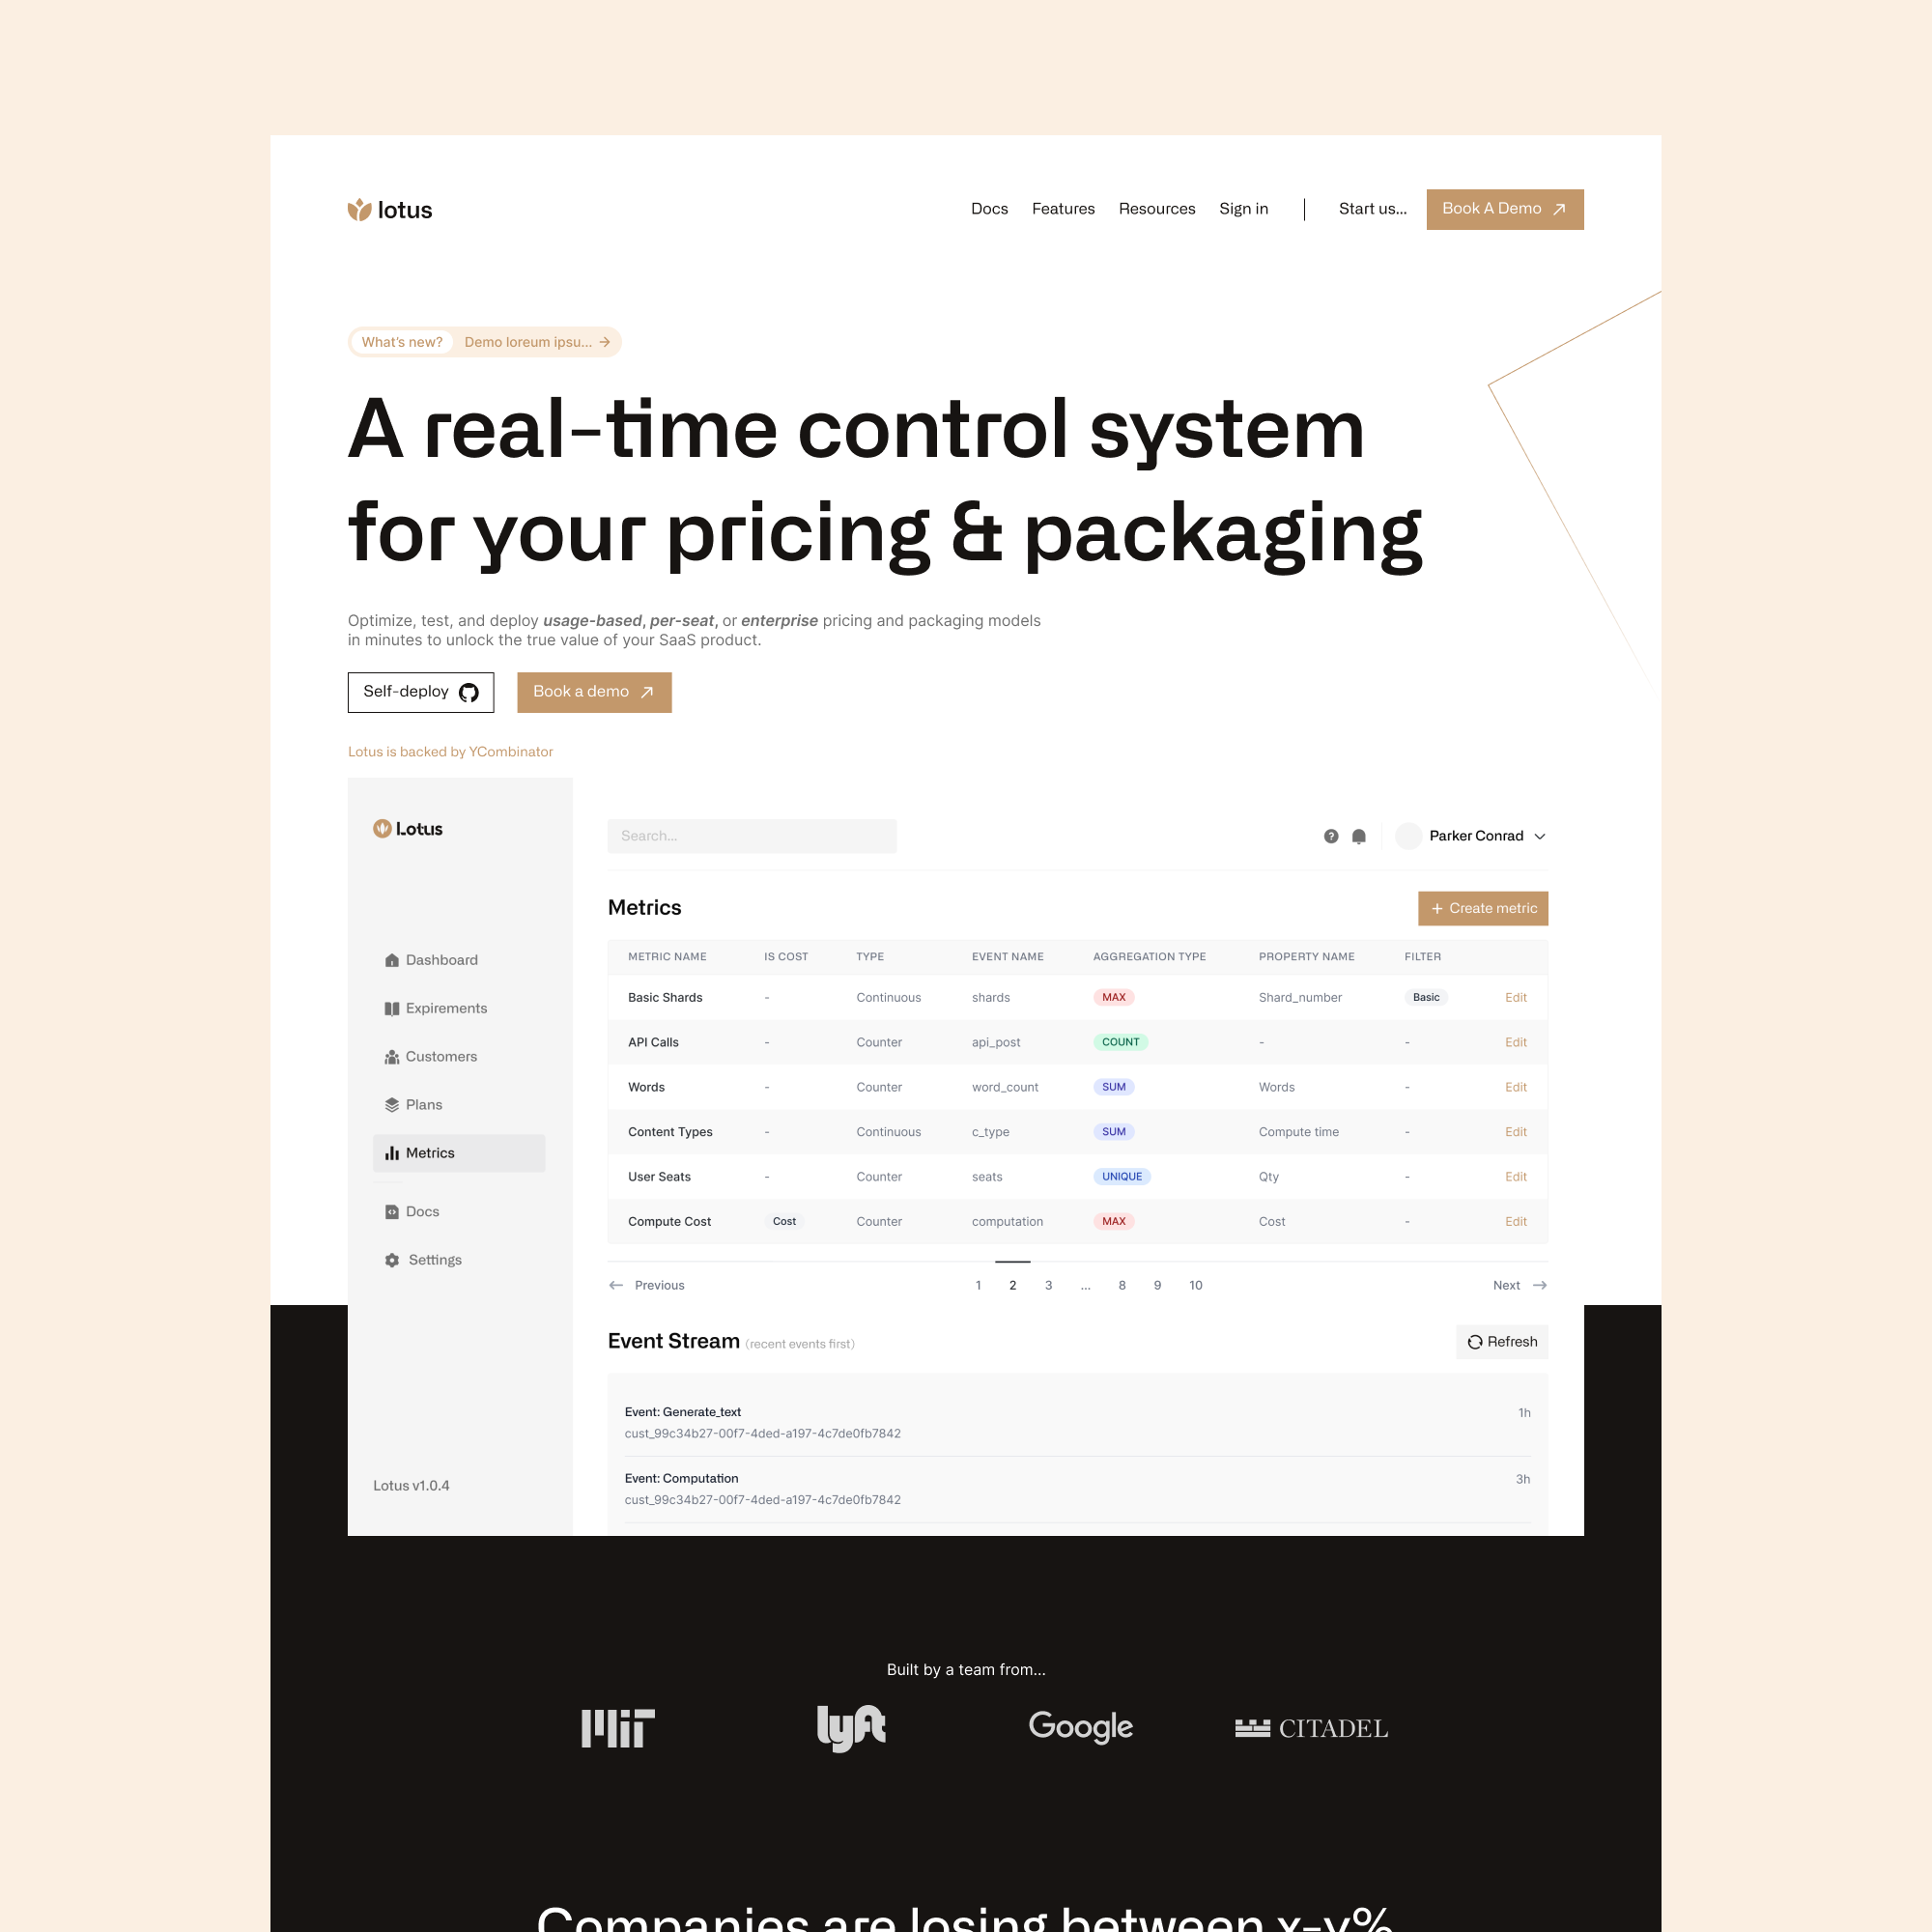 lotus
Docs Features Resources Sign in Start us... Book A Demo
What's new? Demo loreum ipsu...
A real-time control system
for your pricing & packaging
Optimize, test, and deploy usage-based, per-seat, or enterprise pricing and packaging models
in minutes to unlock the true value of your SaaS product.
Self-deploy Book a demo
Lotus is backed by YCombinator
Lotus
Dashboard
Expirements
Customers
Plans
Metrics
Docs
Settings
Lotus v1.0.4
Search...
? Parker Conrad
Metrics + Create metric
METRIC NAME IS COST TYPE EVENT NAME AGGREGATION TYPE PROPERTY NAME FILTER
Basic Shards - Continuous shards MAX Shard_number Basic Edit
API Calls - Counter api_post COUNT - - Edit
Words - Counter word_count SUM Words - Edit
Content Types - Continuous c_type SUM Compute time - Edit
User Seats - Counter seats UNIQUE Qty - Edit
Compute Cost Cost Counter computation MAX Cost - Edit
Previous 1 2 3 ... 8 9 10 Next
Event Stream (recent events first) Refresh
Event: Generate_text 1h
cust_99c34b27-00f7-4ded-a197-4c7de0fb7842
Event: Computation 3h
cust_99c34b27-00f7-4ded-a197-4c7de0fb7842
Built by a team from...
MIT lyft Google CITADEL
Companies are losing between x-y%